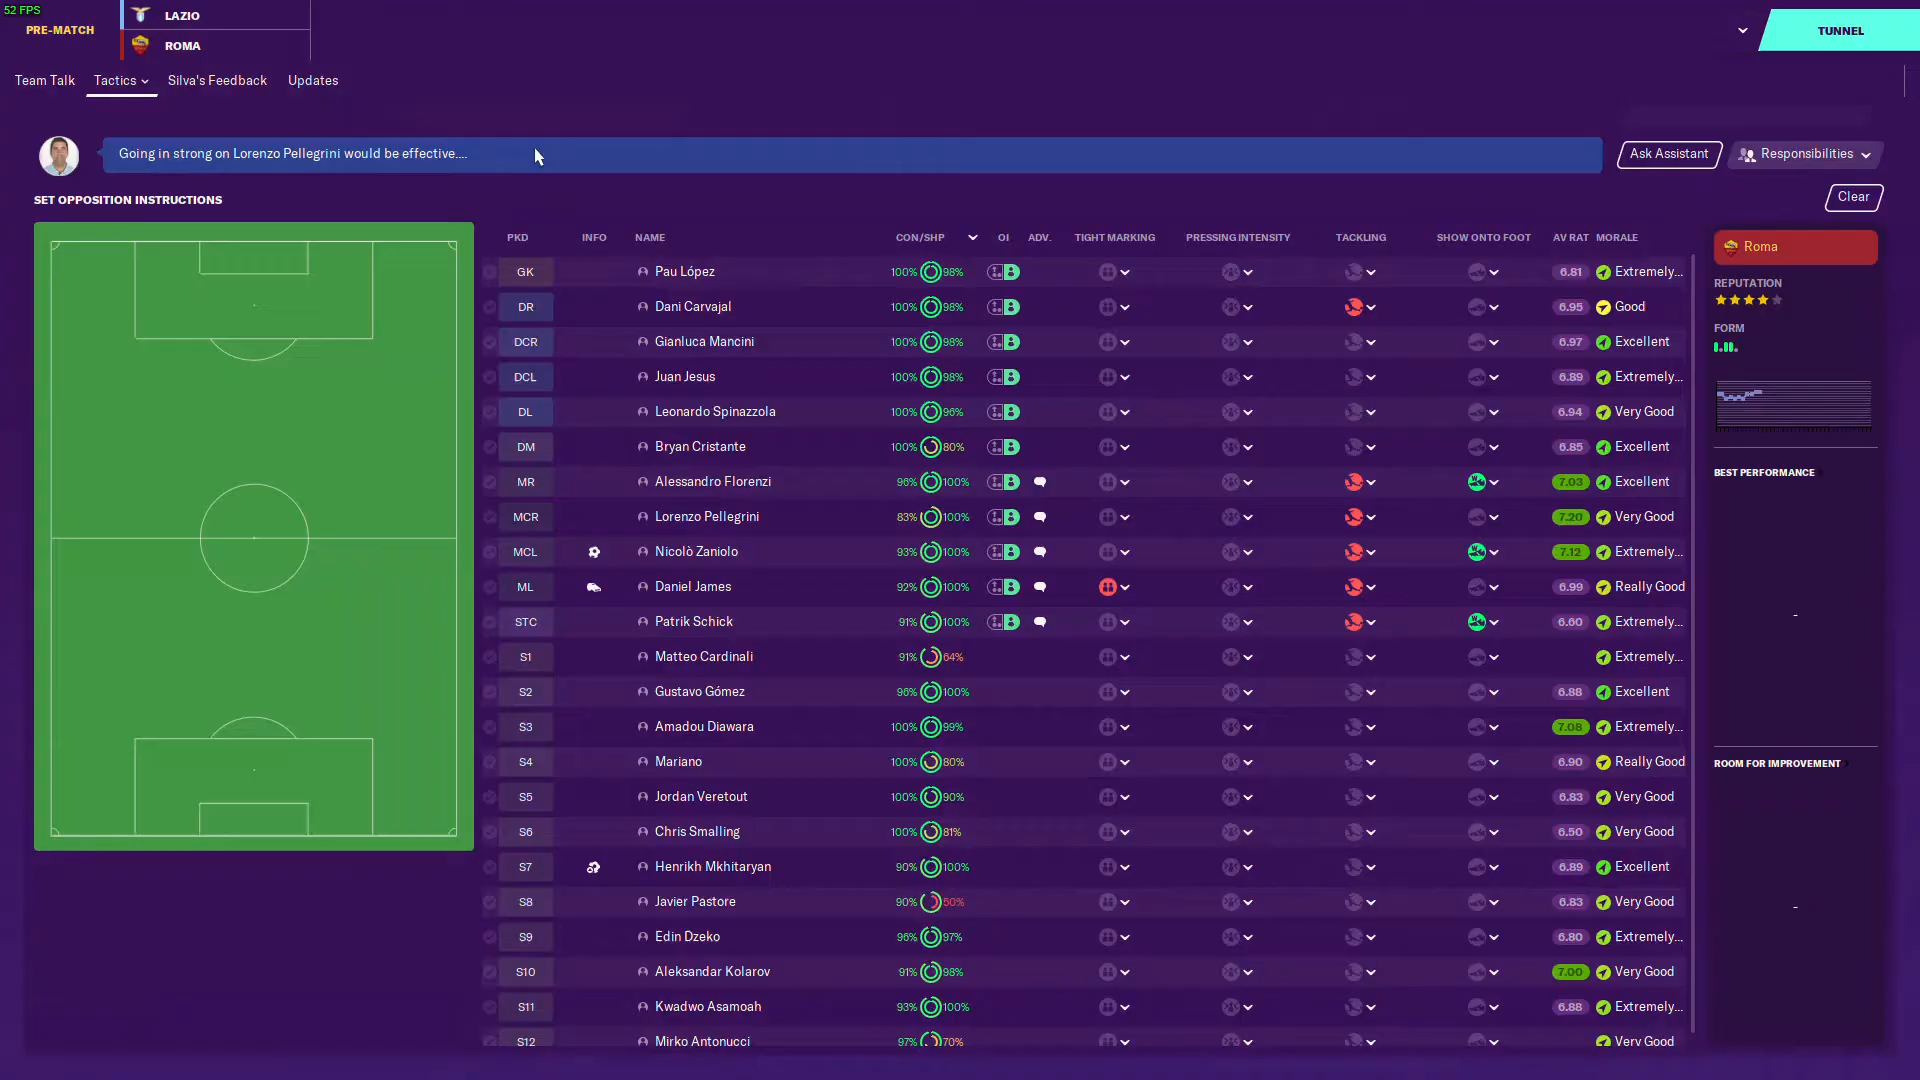 52 FPS
PRE-MATCH
LAZIO
ROMA
TUNNEL
Team Talk Tactics Silva's Feedback Updates
Going in strong on Lorenzo Pellegrini would be effective....
Ask Assistant Responsibilities
SET OPPOSITION INSTRUCTIONS
Clear
PKD INFO NAME CON/SHP OI ADV. TIGHT MARKING PRESSING INTENSITY TACKLING SHOW ONTO FOOT AV RAT MORALE
GK Pau López 100% 98% 6.81 Extremely...
DR Dani Carvajal 100% 98% 6.95 Good
DCR Gianluca Mancini 100% 98% 6.97 Excellent
DCL Juan Jesus 100% 98% 6.89 Extremely...
DL Leonardo Spinazzola 100% 96% 6.94 Very Good
DM Bryan Cristante 100% 80% 6.85 Excellent
MR Alessandro Florenzi 96% 100% 7.03 Excellent
MCR Lorenzo Pellegrini 83% 100% 7.20 Very Good
MCL Nicolò Zaniolo 93% 100% 7.12 Extremely...
ML Daniel James 92% 100% 6.99 Really Good
STC Patrik Schick 91% 100% 6.60 Extremely...
S1 Matteo Cardinali 91% 64% Extremely...
S2 Gustavo Gómez 96% 100% 6.88 Excellent
S3 Amadou Diawara 100% 99% 7.08 Extremely...
S4 Mariano 100% 80% 6.90 Really Good
S5 Jordan Veretout 100% 90% 6.83 Very Good
S6 Chris Smalling 100% 81% 6.50 Very Good
S7 Henrikh Mkhitaryan 90% 100% 6.89 Excellent
S8 Javier Pastore 90% 50% 6.83 Very Good
S9 Edin Dzeko 96% 97% 6.80 Extremely...
S10 Aleksandar Kolarov 91% 98% 7.00 Very Good
S11 Kwadwo Asamoah 93% 100% 6.88 Extremely...
S12 Mirko Antonucci 97% 70% Very Good
Roma
REPUTATION
FORM
BEST PERFORMANCE
-
ROOM FOR IMPROVEMENT
-